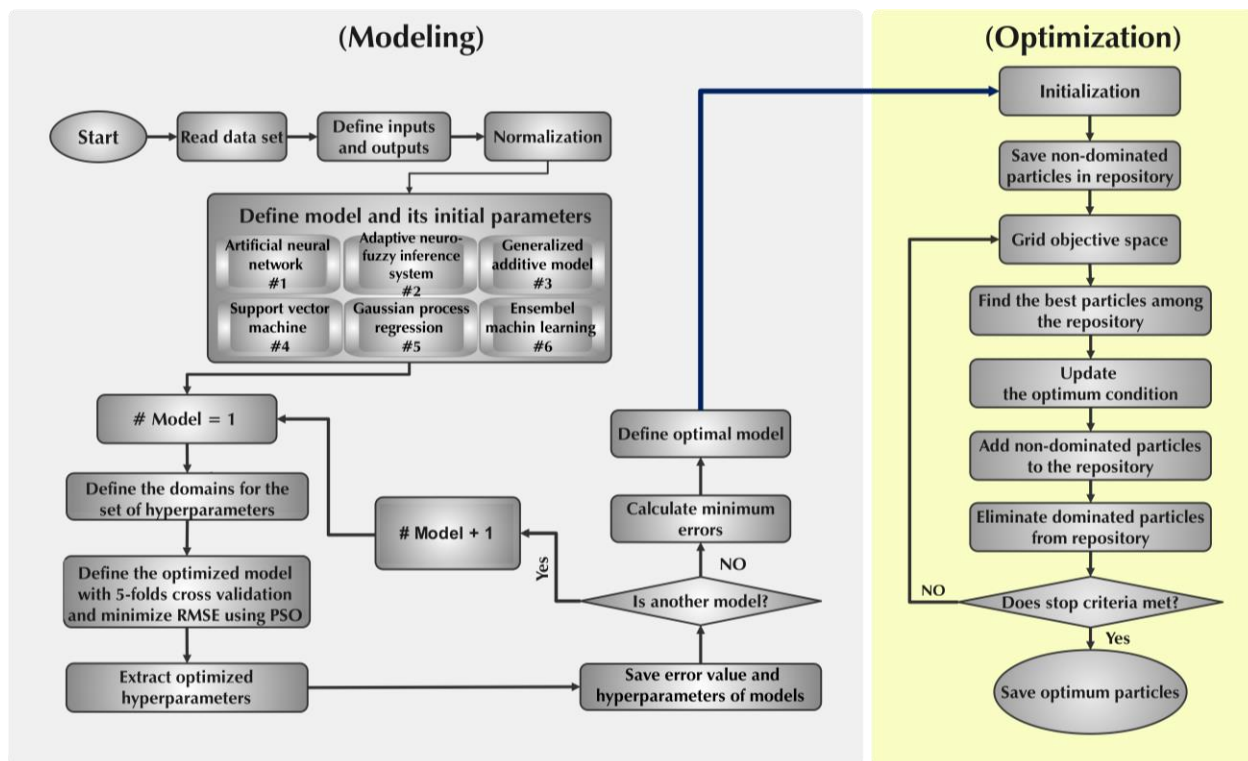 (Modeling)
Start
Read data set
Define inputs
and outputs
Normalization
Define model and its initial parameters
Artificial neural
network
#1
Adaptive neuro-
fuzzy inference
system
#2
Generalized
additive model
#3
Support vector
machine
#4
Gaussian process
regression
#5
Ensembel
machin learning
#6
# Model = 1
Define the domains for the
set of hyperparameters
Define the optimized model
with 5-folds cross validation
and minimize RMSE using PSO
Extract optimized
hyperparameters
Save error value and
hyperparameters of models
Is another model?
Yes
# Model + 1
NO
Calculate minimum
errors
Define optimal model
(Optimization)
Initialization
Save non-dominated
particles in repository
Grid objective space
Find the best particles among
the repository
Update
the optimum condition
Add non-dominated particles
to the repository
Eliminate dominated particles
from repository
Does stop criteria met?
NO
Yes
Save optimum particles